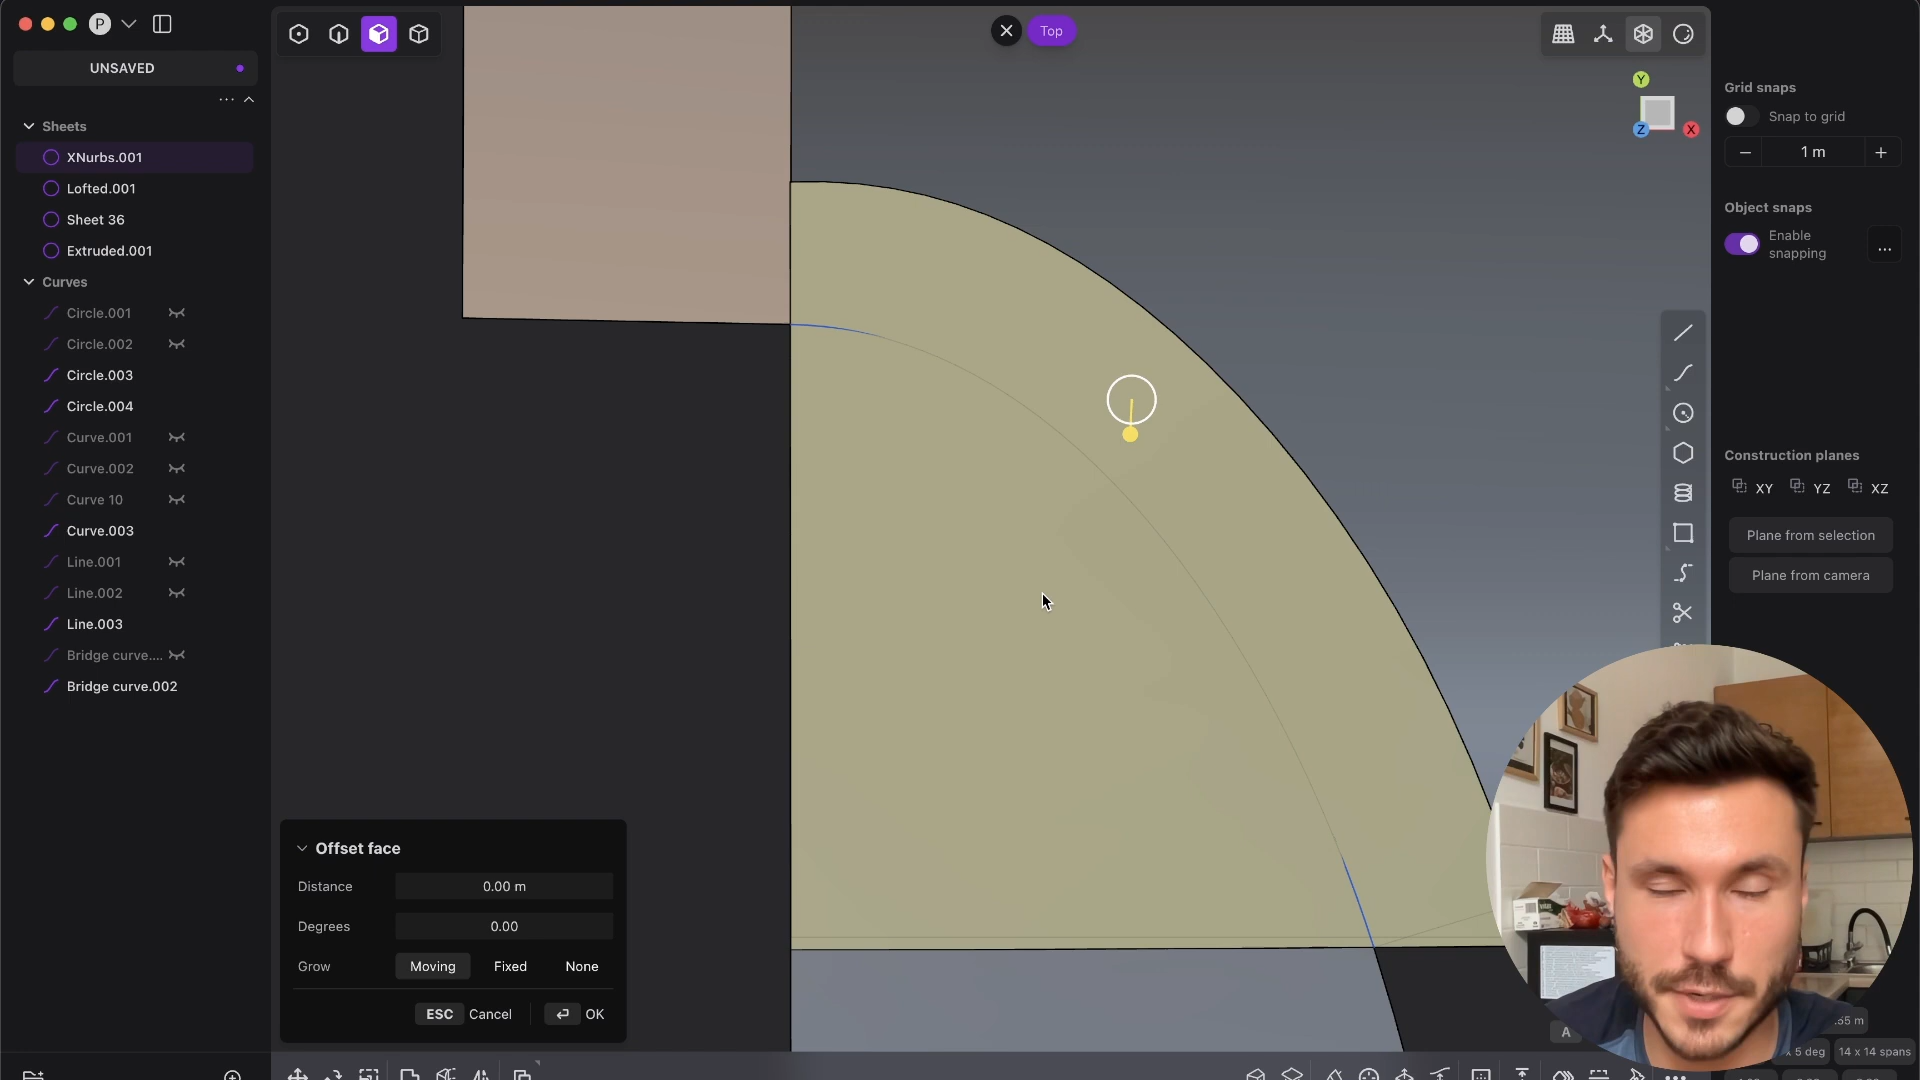 P
UNSAVED
Sheets
XNurbs.001
Lofted.001
Sheet 36
Extruded.001
Curves
Circle.001
Circle.002
Circle.003
Circle.004
Curve.001
Curve.002
Curve 10
Curve.003
Line.001
Line.002
Line.003
Bridge curve....
Bridge curve.002
Top
Y
Z
X
Offset face
Distance 0.00 m
Degrees 0.00
Grow Moving Fixed None
ESC Cancel OK
Grid snaps
Snap to grid
1 m
Object snaps
Enable
snapping
...
Construction planes
XY YZ XZ
Plane from selection
Plane from camera
A
x 5 deg 14 x 14 spans